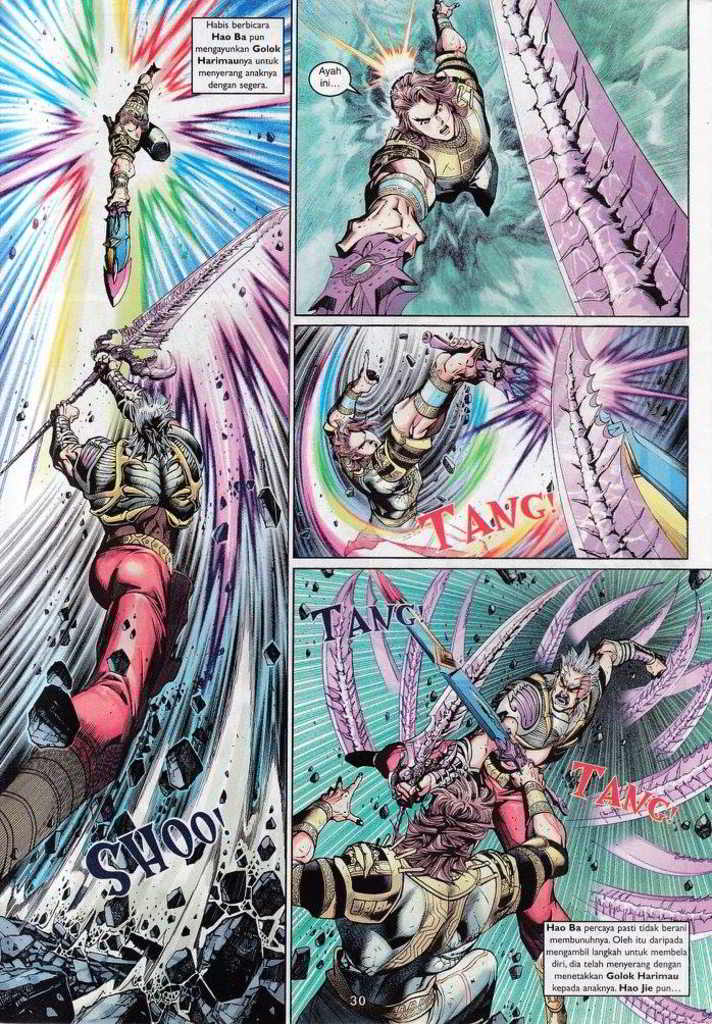 Habis berbicara
Hao Ba pun
mengayunkan Golok
Harimaunya untuk
menyerang anaknya
dengan segera.
Ayah
ini...
TANG!
SHOO!
TANG!
TANG!
Hao Ba percaya pasti tidak berani
membunuhnya. Oleh itu daripada
mengambil langkah untuk membela
diri, dia telah menyerang dengan
menetakkan Golok Harimau
kepada anaknya. Hao Jie pun...
30